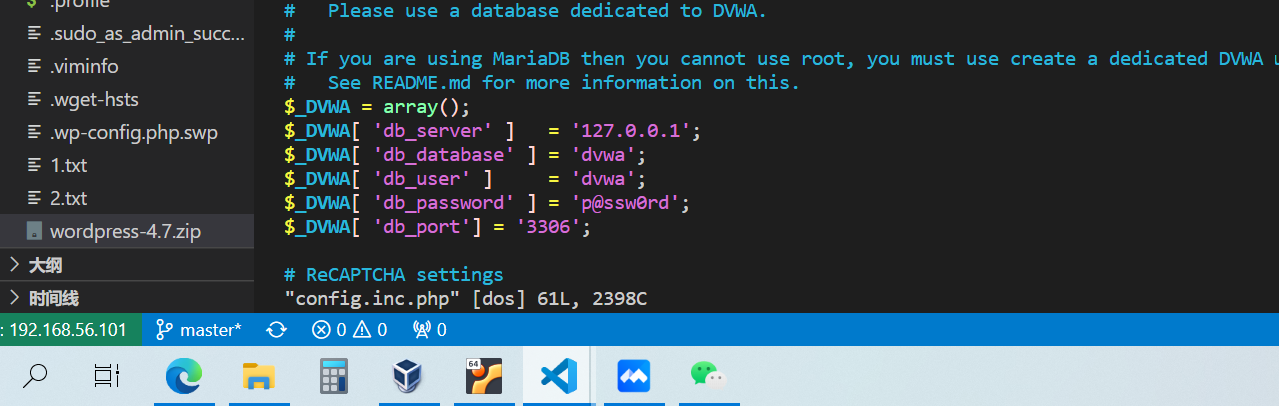 .profile
.sudo_as_admin_succ...
.viminfo
.wget-hsts
.wp-config.php.swp
1.txt
2.txt
wordpress-4.7.zip
大纲
时间线
#   Please use a database dedicated to DVWA.
#
# If you are using MariaDB then you cannot use root, you must use create a dedicated DVWA u
#   See README.md for more information on this.
$_DVWA = array();
$_DVWA[ 'db_server' ]   = '127.0.0.1';
$_DVWA[ 'db_database' ] = 'dvwa';
$_DVWA[ 'db_user' ]     = 'dvwa';
$_DVWA[ 'db_password' ] = 'p@ssw0rd';
$_DVWA[ 'db_port'] = '3306';
# ReCAPTCHA settings
"config.inc.php" [dos] 61L, 2398C
: 192.168.56.101 master* 0 0 0
64